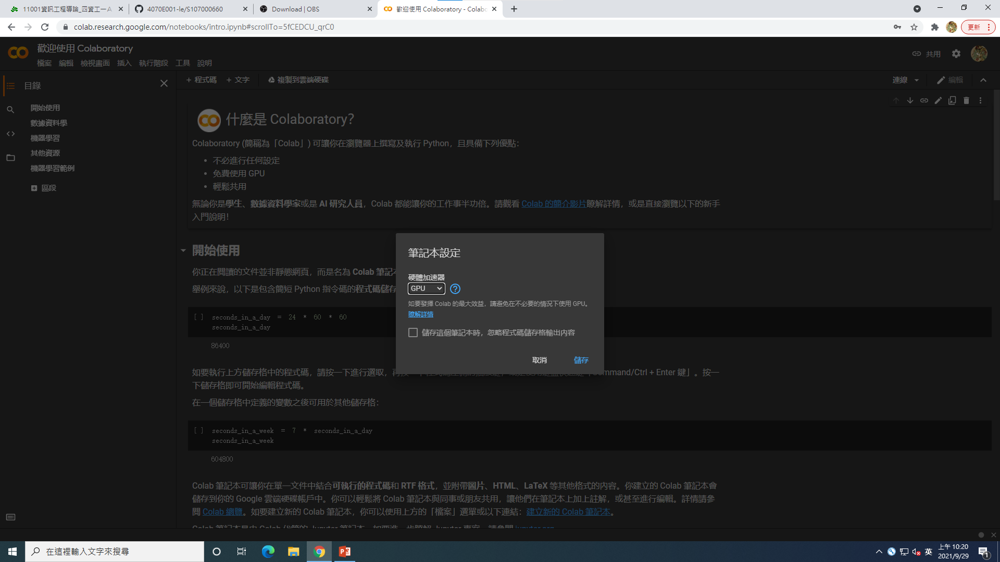 11001資訊工程導論_四資工一A
4070E001-le/S107000660
Download | OBS
歡迎使用 Colaboratory - Colabc
colab.research.google.com/notebooks/intro.ipynb#scrollTo=5fCEDCU_qrC0
更新
歡迎使用 Colaboratory
檔案 編輯 檢視畫面 插入 執行階段 工具 說明
共用
目錄
開始使用
數據資料學
機器學習
其他資源
機器學習範例
區段
+ 程式碼 + 文字 複製到雲端硬碟
連線 編輯
什麼是 Colaboratory?
Colaboratory (簡稱為「Colab」) 可讓你在瀏覽器上撰寫及執行 Python，且具備下列優點：
• 不必進行任何設定
• 免費使用 GPU
• 輕鬆共用
無論你是學生、數據資料學家或是 AI 研究人員，Colab 都能讓你的工作事半功倍。請觀看 Colab 的簡介影片瞭解詳情，或是直接瀏覽以下的新手
入門說明！
開始使用
你正在閱讀的文件並非靜態網頁，而是名為 Colab 筆記本
舉例來說，以下是包含簡短 Python 指令碼的程式碼儲存
[ ] seconds_in_a_day = 24 * 60 * 60
seconds_in_a_day
86400
筆記本設定
硬體加速器
GPU
如要發揮 Colab 的最大效益，請避免在不必要的情況下使用 GPU。
瞭解詳情
儲存這個筆記本時，忽略程式碼儲存格輸出內容
取消 儲存
如要執行上方儲存格中的程式碼，請按一下進行選取，再按 Command/Ctrl + Enter 鍵」。按一
下儲存格即可開始編輯程式碼。
在一個儲存格中定義的變數之後可用於其他儲存格：
[ ] seconds_in_a_week = 7 * seconds_in_a_day
seconds_in_a_week
604800
Colab 筆記本可讓你在單一文件中結合可執行的程式碼和 RTF 格式，並附帶圖片、HTML、LaTeX 等其他格式的內容。你建立的 Colab 筆記本會
儲存到你的 Google 雲端硬碟帳戶中。你可以輕鬆將 Colab 筆記本與同事或朋友共用，讓他們在筆記本上加上註解，或甚至進行編輯。詳情請參
閱 Colab 總覽。如要建立新的 Colab 筆記本，你可以使用上方的「檔案」選單或以下連結：建立新的 Colab 筆記本。
在這裡輸入文字來搜尋
英
上午 10:20
2021/9/29
1